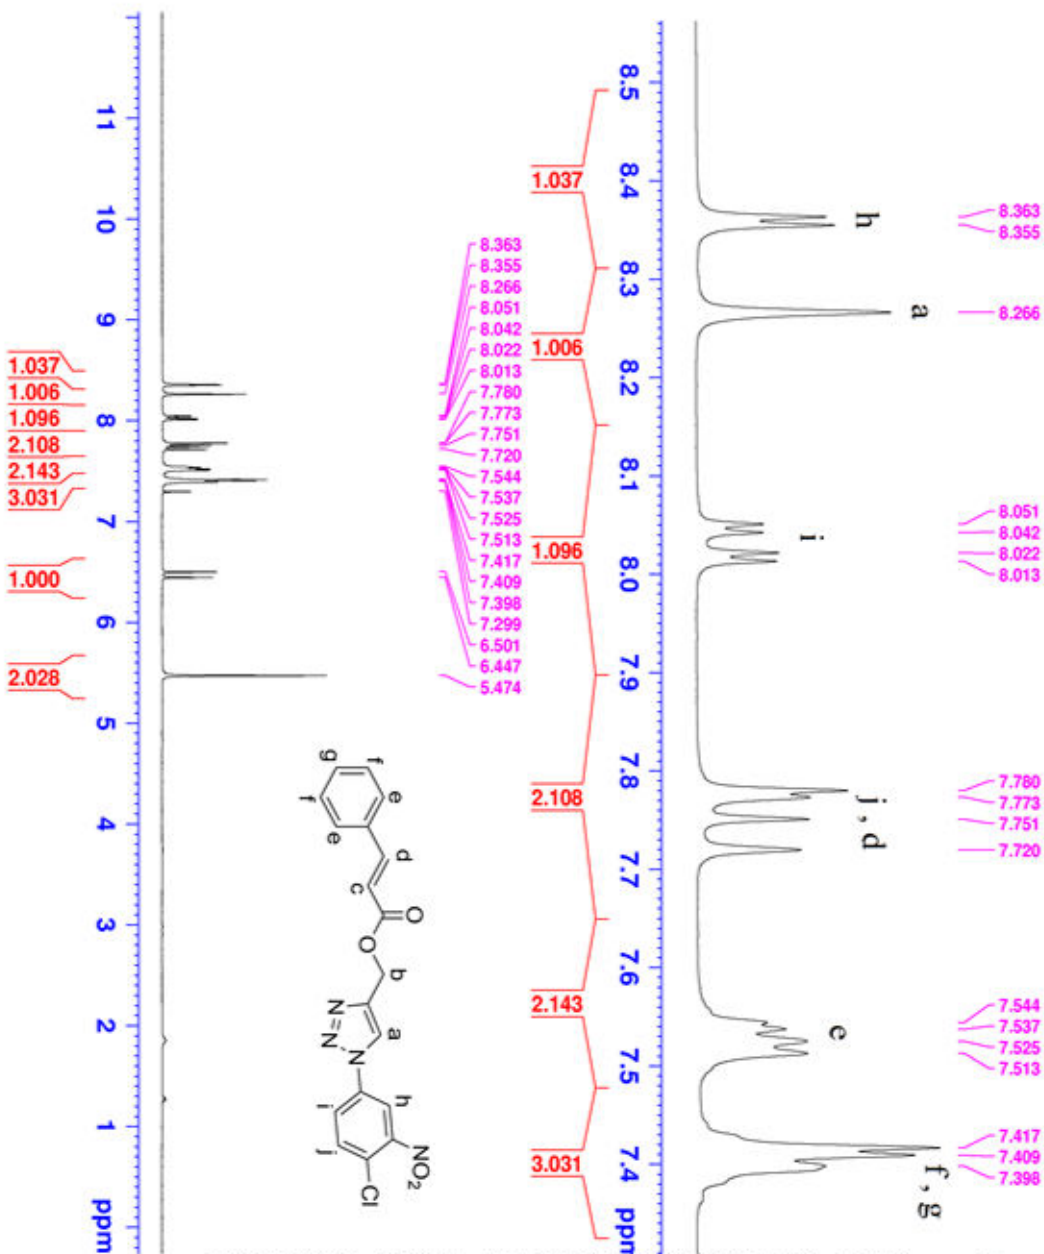 8.363
8.355
8.266
8.051
8.042
8.022
8.013
7.780
7.773
7.751
7.720
7.544
7.537
7.525
7.513
7.417
7.409
7.398
h
a
i
j , d
e
f , g
8.5
8.4
8.3
8.2
8.1
8.0
7.9
7.8
7.7
7.6
7.5
7.4
ppm
1.037
1.006
1.096
2.108
2.143
3.031
8.363
8.355
8.266
8.051
8.042
8.022
8.013
7.780
7.773
7.751
7.720
7.544
7.537
7.525
7.513
7.417
7.409
7.398
7.299
6.501
6.447
5.474
g
f
f
e
e
d
c
O
O
b
N
N
N
a
i
h
j
NO2
Cl
11
10
9
8
7
6
5
4
3
2
1
ppm
1.037
1.006
1.096
2.108
2.143
3.031
1.000
2.028